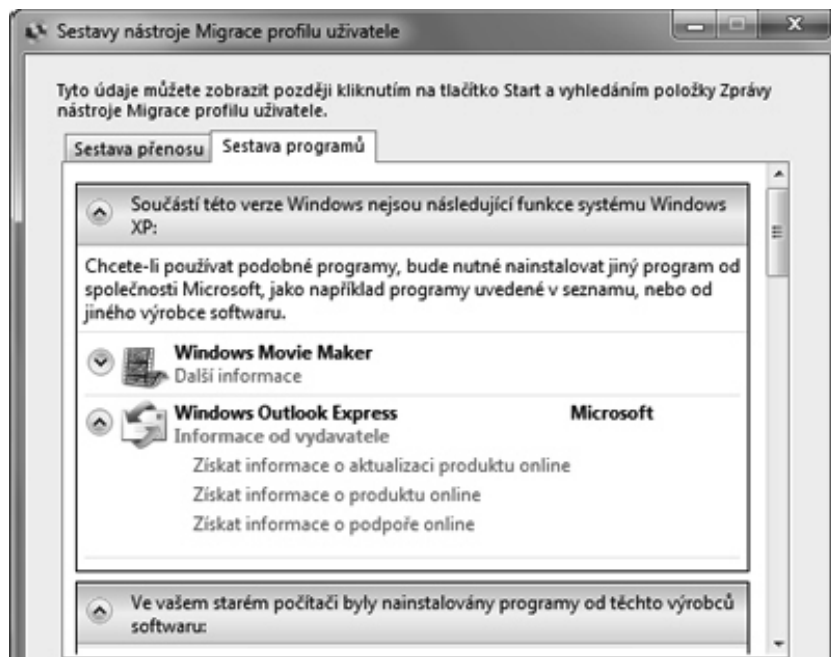 Sestavy nástroje Migrace profilu uživatele
Tyto údaje můžete zobrazit později kliknutím na tlačítko Start a vyhledáním položky Zprávy
nástroje Migrace profilu uživatele.
Sestava přenosu Sestava programů
Součástí této verze Windows nejsou následující funkce systému Windows
XP:
Chcete-li používat podobné programy, bude nutné nainstalovat jiný program od
společnosti Microsoft, jako například programy uvedené v seznamu, nebo od
jiného výrobce softwaru.
Windows Movie Maker
Další informace
Windows Outlook Express Microsoft
Informace od vydavatele
Získat informace o aktualizaci produktu online
Získat informace o produktu online
Získat informace o podpoře online
Ve vašem starém počítači byly nainstalovány programy od těchto výrobců
softwaru: